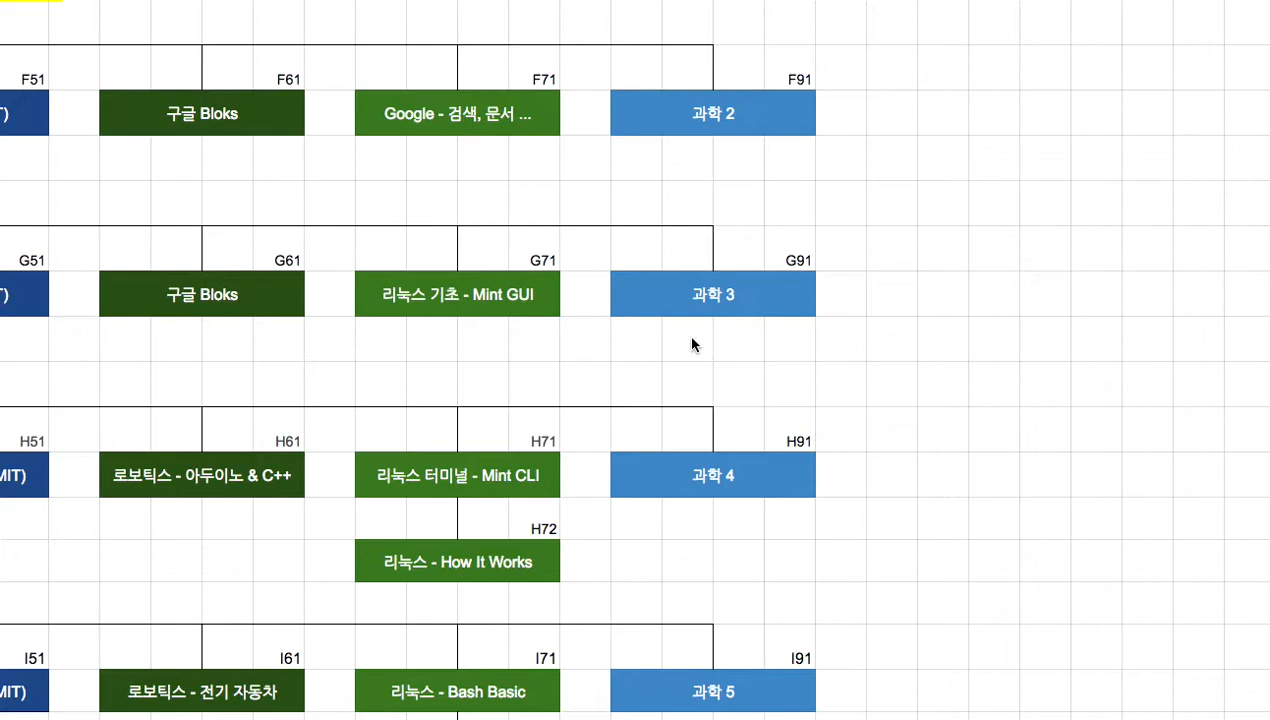 F51 F61 F71 F91
T) 구글 Bloks Google - 검색, 문서 ... 과학 2
G51 G61 G71 G91
T) 구글 Bloks 리눅스 기초 - Mint GUI 과학 3
H51 H61 H71 H91
MIT) 로보틱스 - 아두이노 & C++ 리눅스 터미널 - Mint CLI 과학 4
H72
리눅스 - How It Works
I51 I61 I71 I91
MIT) 로보틱스 - 전기 자동차 리눅스 - Bash Basic 과학 5